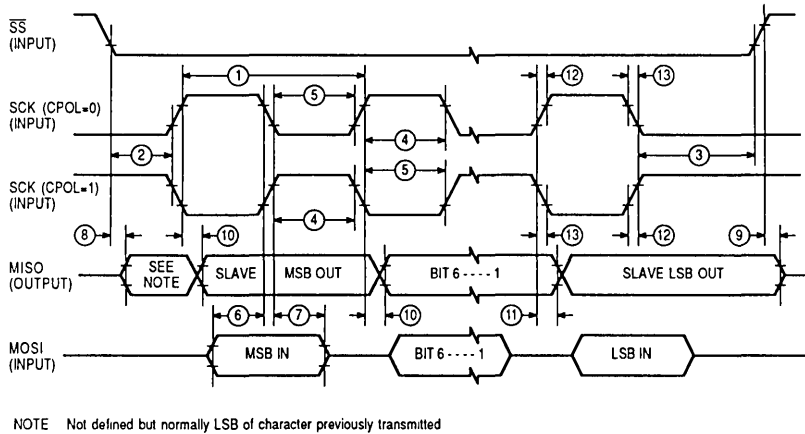 SS
(INPUT)
1
12
13
5
SCK (CPOL=0)
(INPUT)
4
2
3
5
SCK (CPOL=1)
(INPUT)
4
8
10
13
12
9
MISO
(OUTPUT)
SEE
NOTE
SLAVE
MSB OUT
BIT 6 - - - - 1
SLAVE LSB OUT
6
7
10
11
MOSI
(INPUT)
MSB IN
BIT 6 - - - - 1
LSB IN
NOTE Not defined but normally LSB of character previously transmitted